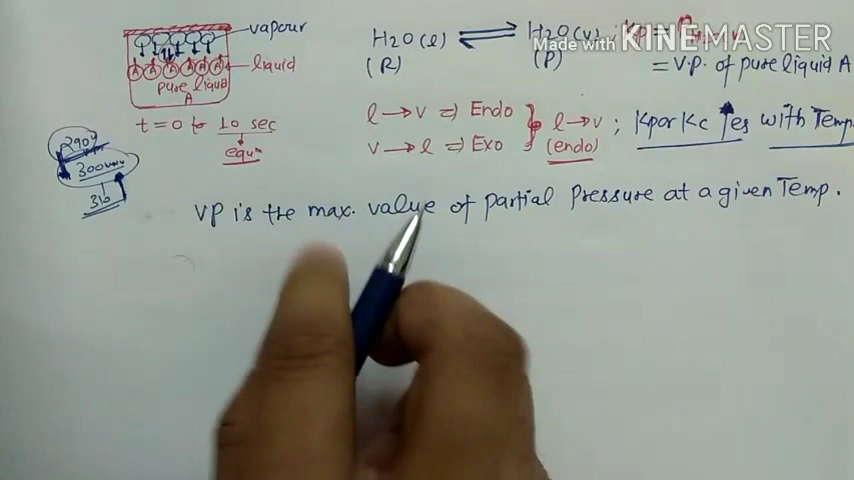 vapour
liquid
A A A A A A
pure liquid
A
t = 0 to 10 sec
equⁿ
290
300
310
H2O (l) ⇌ H2O (v) ; Kp =
(R) (P)
= V.P. of pure liquid A
Made with KINEMASTER
l → v ⇒ Endo
v → l ⇒ Exo
l → v ; Kp or Kc ↑es with Temp.
(endo)
VP is the max. value of partial pressure at a given Temp.